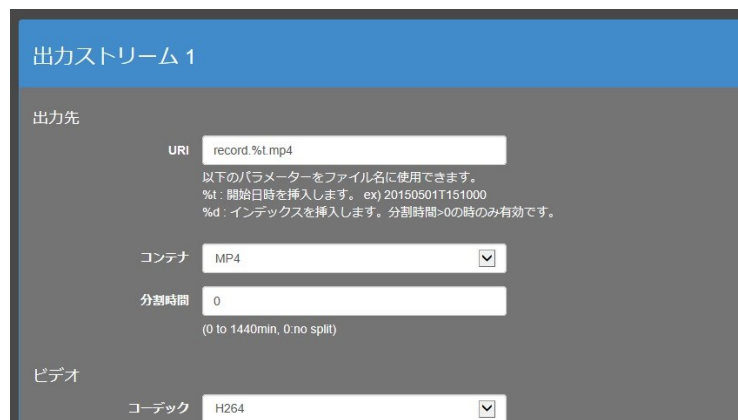 出力ストリーム 1
出力先
URI record.%t.mp4
以下のパラメーターをファイル名に使用できます。
%t : 開始日時を挿入します。 ex) 20150501T151000
%d : インデックスを挿入します。分割時間>0の時のみ有効です。
コンテナ MP4
分割時間 0
(0 to 1440min, 0:no split)
ビデオ
コーデック H264